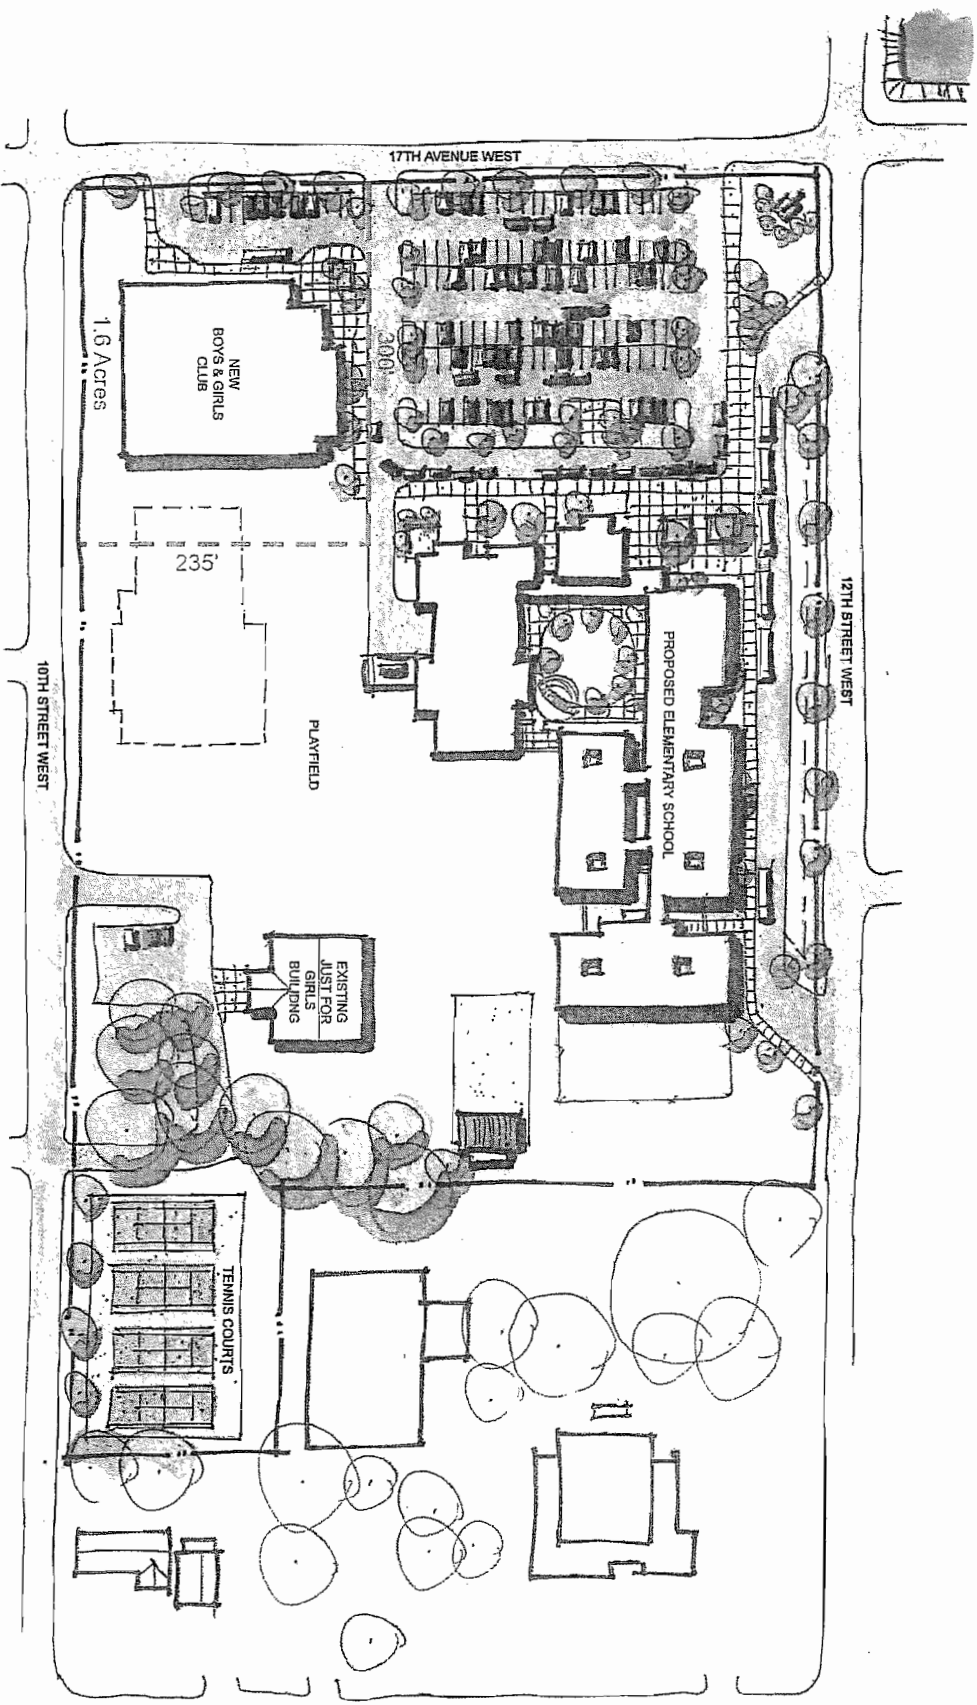 17TH AVENUE WEST
1.6 Acres
NEW
BOYS & GIRLS
CLUB
300'
235'
12TH STREET WEST
PROPOSED ELEMENTARY SCHOOL
10TH STREET WEST
PLAYFIELD
EXISTING
JUST FOR
GIRLS
BUILIDNG
TENNIS COURTS